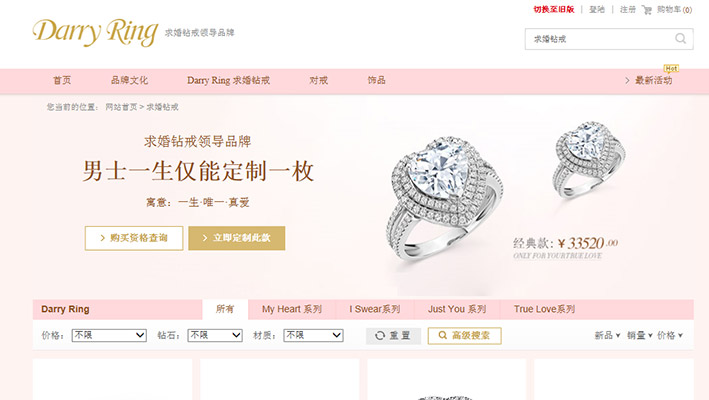 切换至旧版 | 登陆 | 注册 购物车(0)
Darry Ring 求婚钻戒领导品牌
求婚钻戒
首页 品牌文化 Darry Ring 求婚钻戒 对戒 饰品 > 最新活动 Hot
您当前的位置： 网站首页 > 求婚钻戒
求婚钻戒领导品牌
男士一生仅能定制一枚
寓意：一生·唯一·真爱
> 购买资格查询 > 立即定制此款
经典款：¥ 33520.00
ONLY FOR YOUR TRUE LOVE
Darry Ring 所有 My Heart 系列 I Swear系列 Just You 系列 True Love系列
价格： 不限 钻石： 不限 材质： 不限 重 置 高级搜索 新品 销量 价格